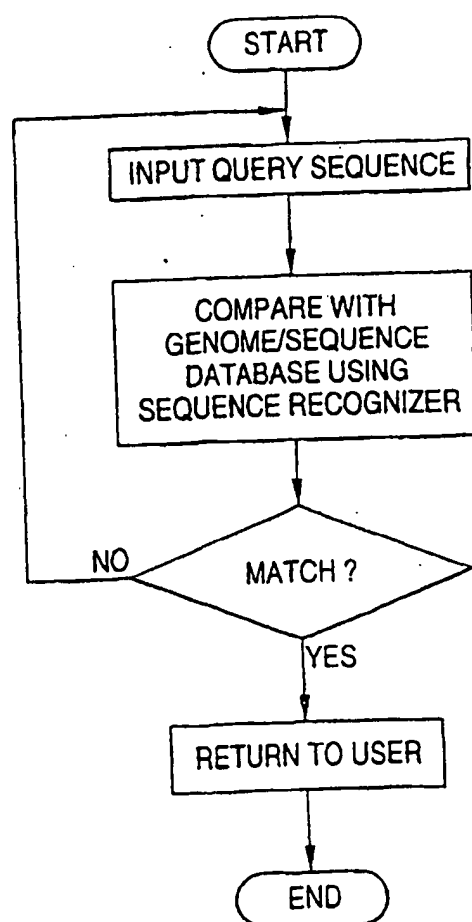 START
INPUT QUERY SEQUENCE
COMPARE WITH
GENOME/SEQUENCE
DATABASE USING
SEQUENCE RECOGNIZER
MATCH ?
NO
YES
RETURN TO USER
END